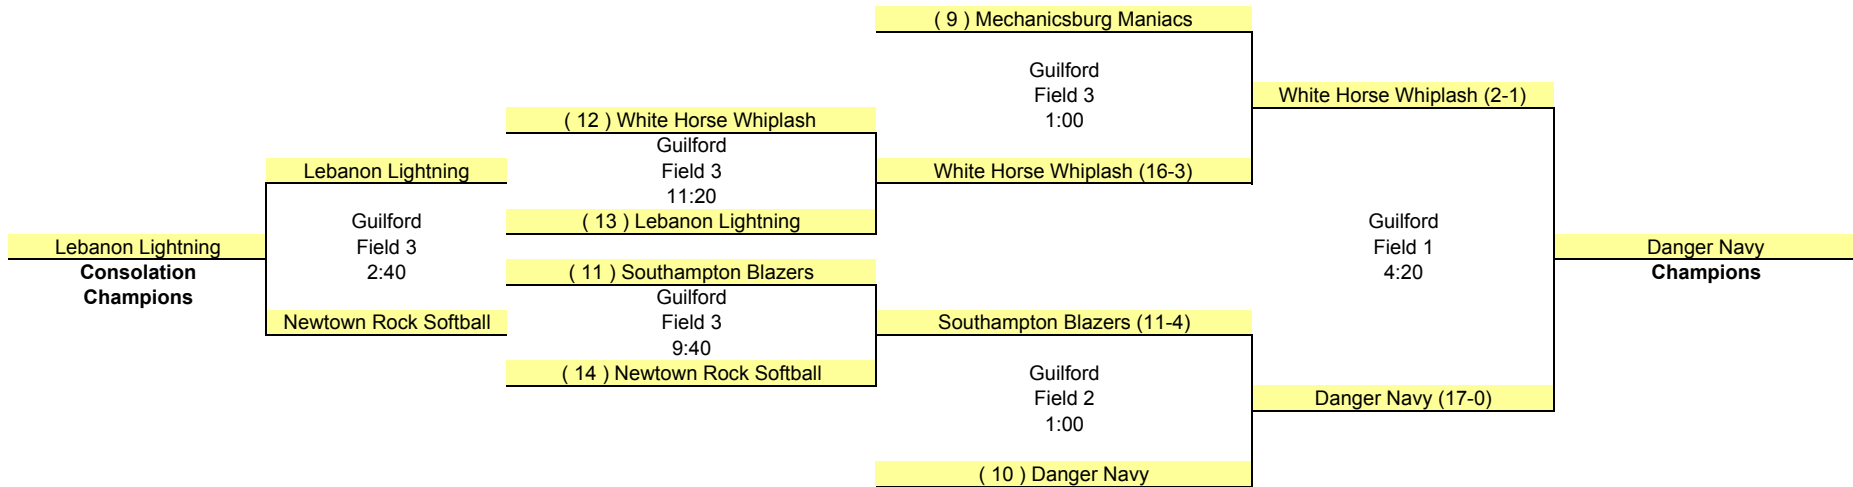 ( 9 ) Mechanicsburg Maniacs
Guilford
Field 3
1:00
White Horse Whiplash (2-1)
( 12 ) White Horse Whiplash
Guilford
Field 3
11:20
Lebanon Lightning
White Horse Whiplash (16-3)
( 13 ) Lebanon Lightning
Guilford
Field 3
2:40
Guilford
Field 1
4:20
Lebanon Lightning
Consolation
Champions
Danger Navy
Champions
( 11 ) Southampton Blazers
Guilford
Field 3
9:40
Newtown Rock Softball
Southampton Blazers (11-4)
( 14 ) Newtown Rock Softball
Guilford
Field 2
1:00
Danger Navy (17-0)
( 10 ) Danger Navy